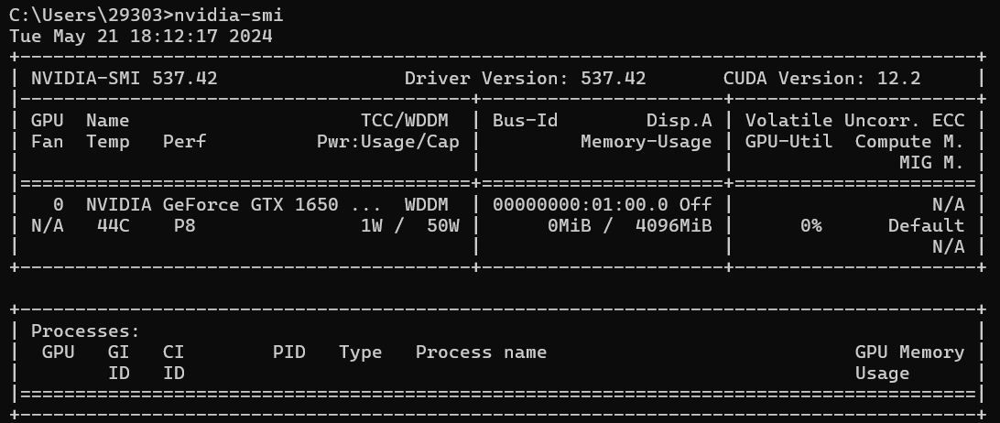 C:\Users\29303>nvidia-smi
Tue May 21 18:12:17 2024
+---------------------------------------------------------------------------------------+
| NVIDIA-SMI 537.42                 Driver Version: 537.42       CUDA Version: 12.2     |
|-----------------------------------------+----------------------+----------------------+
| GPU  Name                     TCC/WDDM  | Bus-Id        Disp.A | Volatile Uncorr. ECC |
| Fan  Temp   Perf          Pwr:Usage/Cap |         Memory-Usage | GPU-Util  Compute M. |
|                                         |                      |               MIG M. |
|=========================================+======================+======================|
|   0  NVIDIA GeForce GTX 1650 ...  WDDM  | 00000000:01:00.0 Off |                  N/A |
| N/A   44C    P8               1W /  50W |      0MiB /  4096MiB |      0%      Default |
|                                         |                      |                  N/A |
+-----------------------------------------+----------------------+----------------------+

+---------------------------------------------------------------------------------------+
| Processes:                                                                            |
|  GPU   GI   CI        PID   Type   Process name                            GPU Memory |
|        ID   ID                                                             Usage      |
|=======================================================================================|
+---------------------------------------------------------------------------------------+